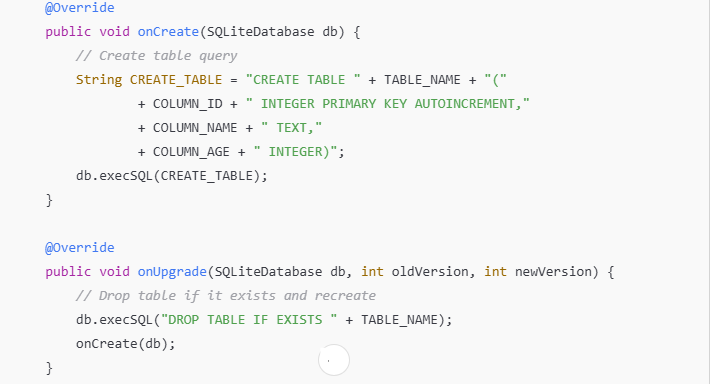 @Override
public void onCreate(SQLiteDatabase db) {
// Create table query
String CREATE_TABLE = "CREATE TABLE " + TABLE_NAME + "("
+ COLUMN_ID + " INTEGER PRIMARY KEY AUTOINCREMENT,"
+ COLUMN_NAME + " TEXT,"
+ COLUMN_AGE + " INTEGER)";
db.execSQL(CREATE_TABLE);
}
@Override
public void onUpgrade(SQLiteDatabase db, int oldVersion, int newVersion) {
// Drop table if it exists and recreate
db.execSQL("DROP TABLE IF EXISTS " + TABLE_NAME);
onCreate(db);
}